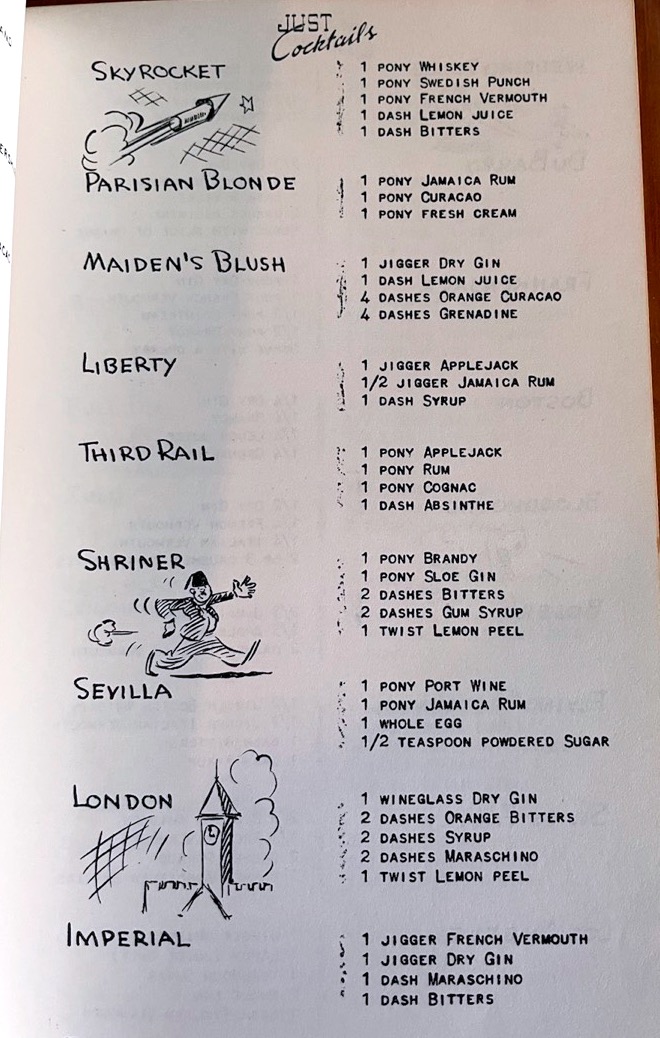 JUST
Cocktails
SKYROCKET
1 PONY WHISKEY
1 PONY SWEDISH PUNCH
1 PONY FRENCH VERMOUTH
1 DASH LEMON JUICE
1 DASH BITTERS
PARISIAN BLONDE
1 PONY JAMAICA RUM
1 PONY CURACAO
1 PONY FRESH CREAM
MAIDEN'S BLUSH
1 JIGGER DRY GIN
1 DASH LEMON JUICE
4 DASHES ORANGE CURACAO
4 DASHES GRENADINE
LIBERTY
1 JIGGER APPLEJACK
1/2 JIGGER JAMAICA RUM
1 DASH SYRUP
THIRD RAIL
1 PONY APPLEJACK
1 PONY RUM
1 PONY COGNAC
1 DASH ABSINTHE
SHRINER
1 PONY BRANDY
1 PONY SLOE GIN
2 DASHES BITTERS
2 DASHES GUM SYRUP
1 TWIST LEMON PEEL
SEVILLA
1 PONY PORT WINE
1 PONY JAMAICA RUM
1 WHOLE EGG
1/2 TEASPOON POWDERED SUGAR
LONDON
1 WINEGLASS DRY GIN
2 DASHES ORANGE BITTERS
2 DASHES SYRUP
2 DASHES MARASCHINO
1 TWIST LEMON PEEL
IMPERIAL
1 JIGGER FRENCH VERMOUTH
1 JIGGER DRY GIN
1 DASH MARASCHINO
1 DASH BITTERS